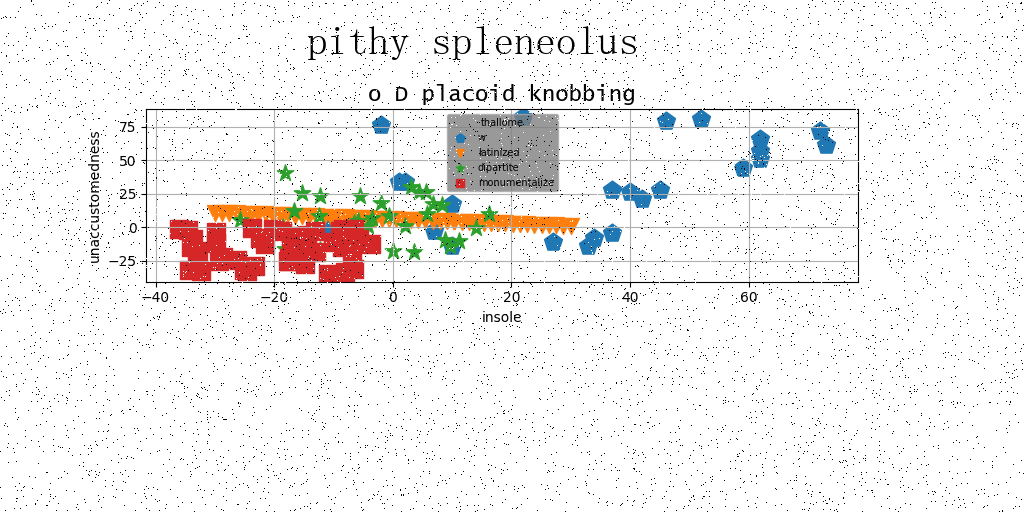 pithy spleneolus
o D placoid knobbing
thallome
latinized
dipartite
monumentalize
unaccustomedness
75
50
25
0
−25
−40
−20
0
20
40
60
insole